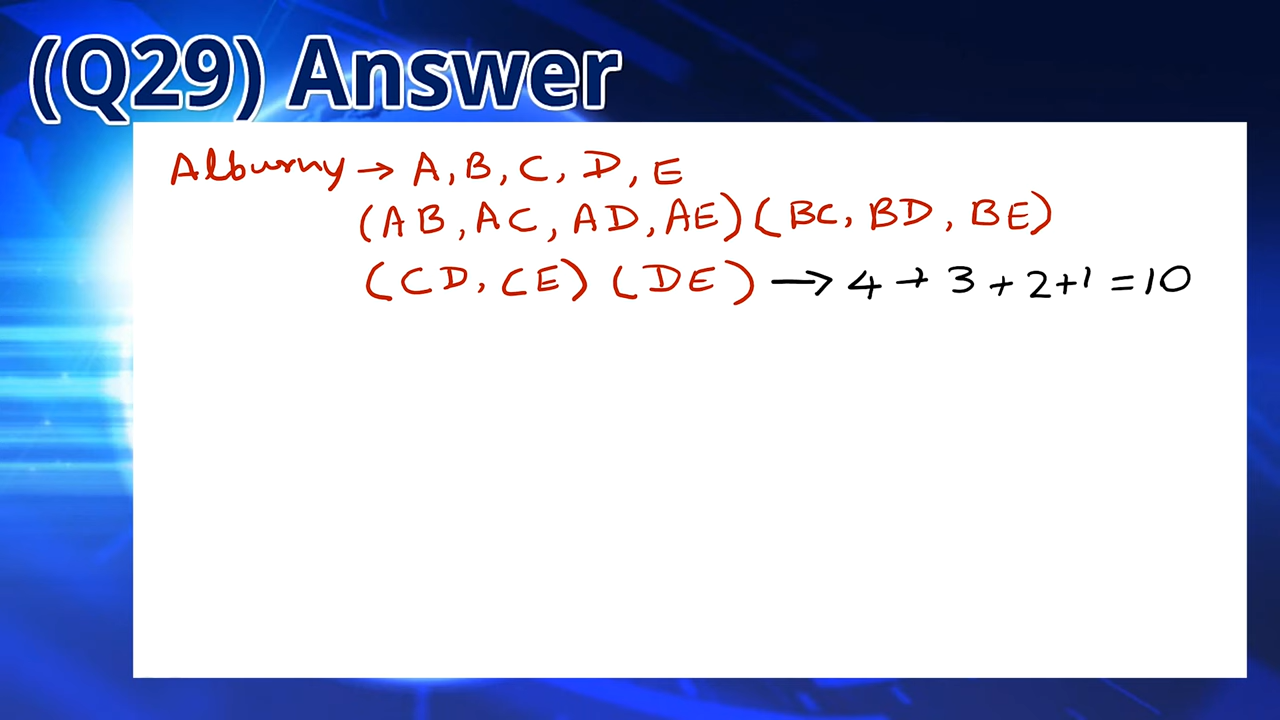 (Q29) Answer
Alburny → A, B, C, D, E
(AB, AC, AD, AE) (BC, BD, BE)
(CD, CE) (DE) → 4 + 3 + 2+1 = 10